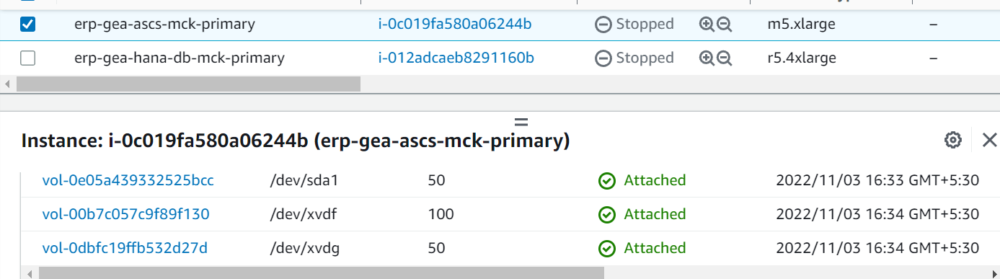 erp-gea-ascs-mck-primary i-0c019fa580a06244b Stopped m5.xlarge –
erp-gea-hana-db-mck-primary i-012adcaeb8291160b Stopped r5.4xlarge –
Instance: i-0c019fa580a06244b (erp-gea-ascs-mck-primary)
vol-0e05a439332525bcc /dev/sda1 50 Attached 2022/11/03 16:33 GMT+5:30
vol-00b7c057c9f89f130 /dev/xvdf 100 Attached 2022/11/03 16:34 GMT+5:30
vol-0dbfc19ffb532d27d /dev/xvdg 50 Attached 2022/11/03 16:34 GMT+5:30